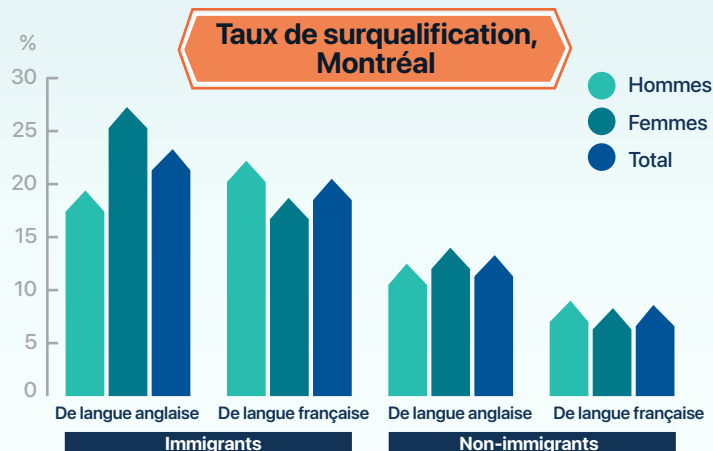 Taux de surqualification,
Montréal
%
30
25
20
15
10
5
0
Hommes
Femmes
Total
De langue anglaise
De langue française
De langue anglaise
De langue française
Immigrants
Non-immigrants